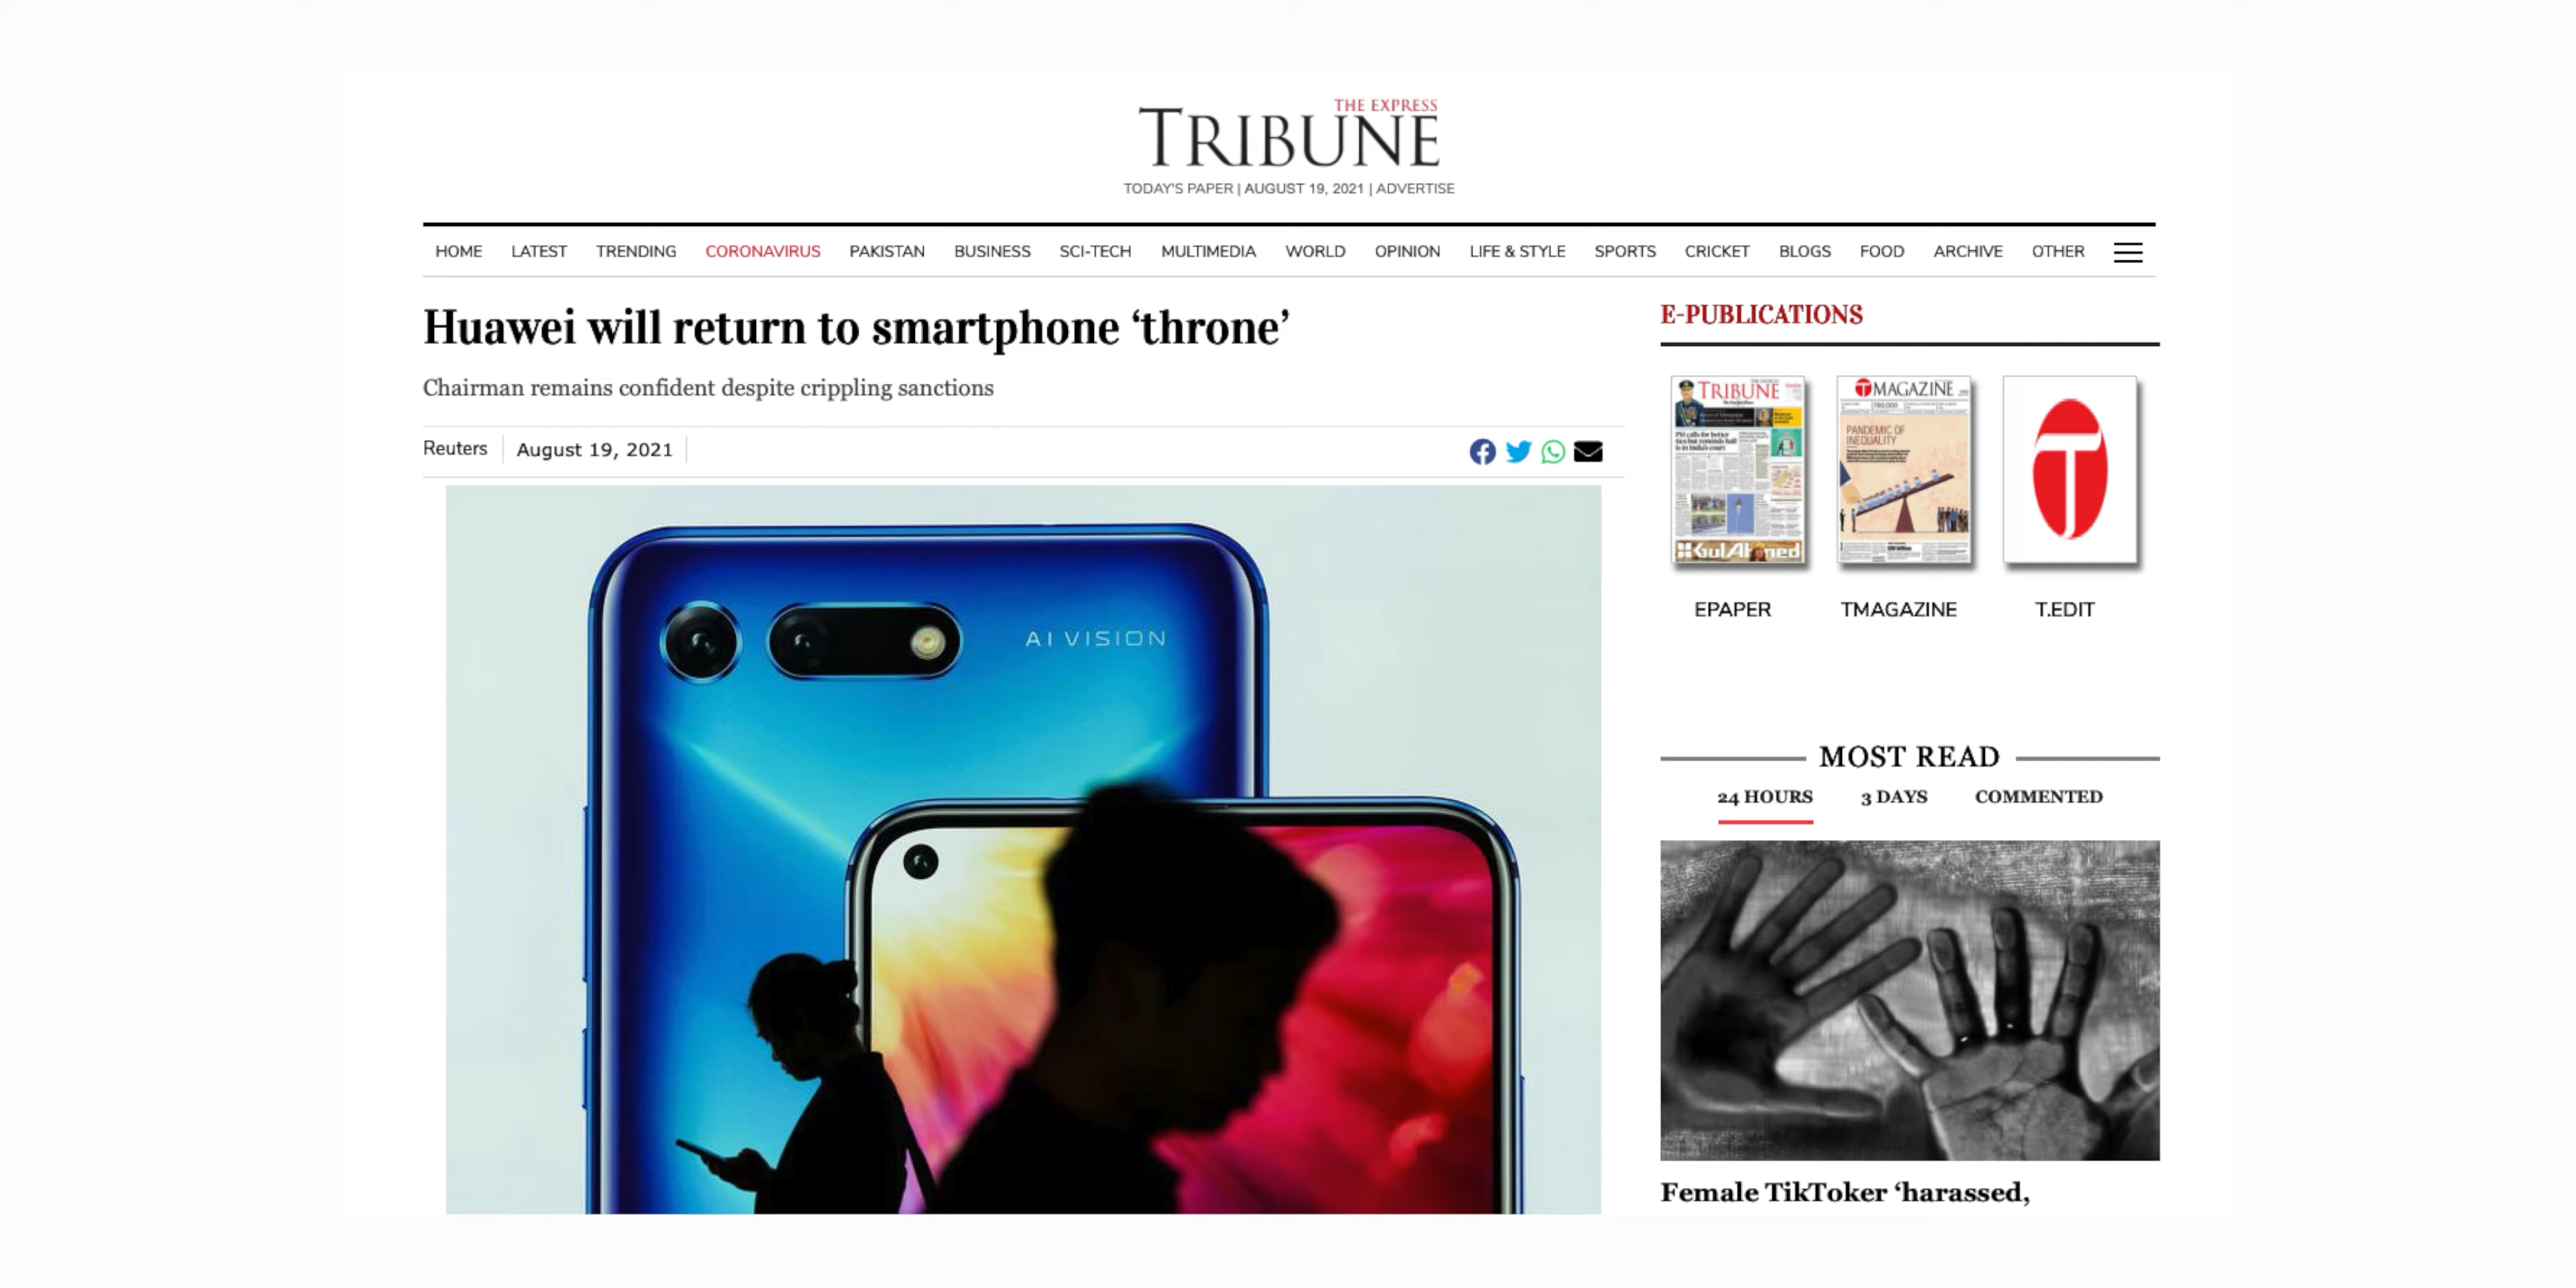 THE EXPRESS
TRIBUNE
TODAY'S PAPER | AUGUST 19, 2021 | ADVERTISE
HOME LATEST TRENDING CORONAVIRUS PAKISTAN BUSINESS SCI-TECH MULTIMEDIA WORLD OPINION LIFE & STYLE SPORTS CRICKET BLOGS FOOD ARCHIVE OTHER
Huawei will return to smartphone ‘throne’
Chairman remains confident despite crippling sanctions
Reuters August 19, 2021
AI VISION
E-PUBLICATIONS
TRIBUNE
MAGAZINE
PANDEMIC OF
INEQUALITY
EPAPER TMAGAZINE T.EDIT
MOST READ
24 HOURS 3 DAYS COMMENTED
Female TikToker ‘harassed,